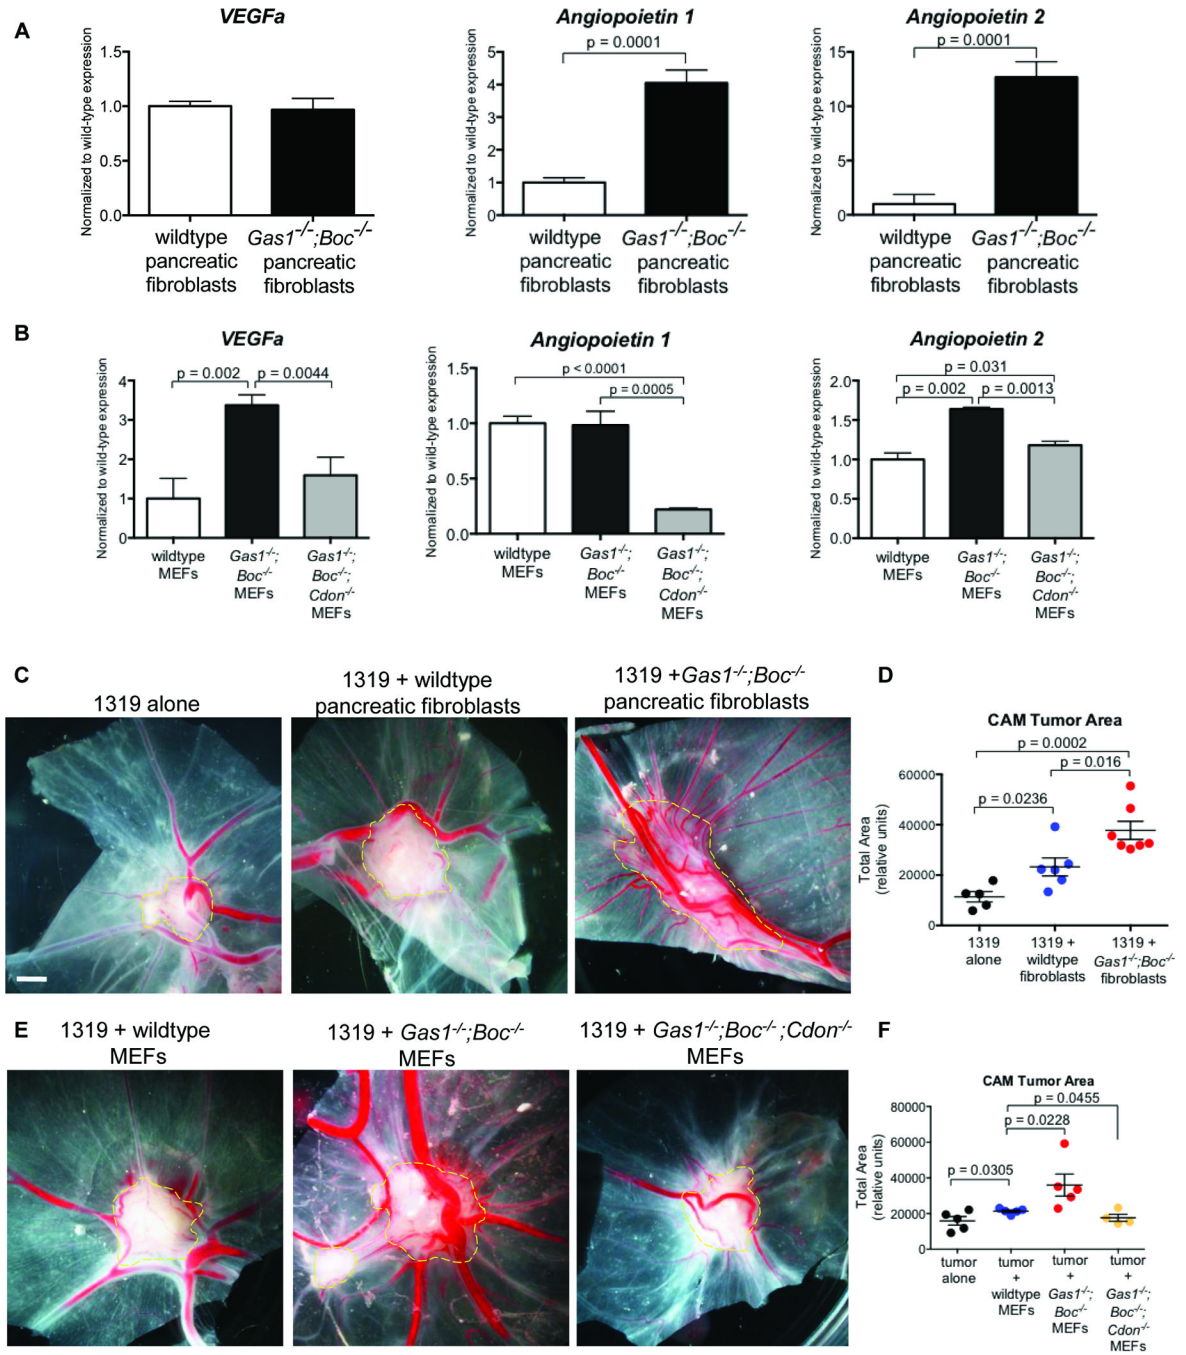 A
VEGFa
Normalized to wild-type expression
1.5
1.0
0.5
0.0
wildtype
pancreatic
fibroblasts
Gas1-/-;Boc-/-
pancreatic
fibroblasts
Angiopoietin 1
Normalized to wild-type expression
p = 0.0001
5
4
3
2
1
0
wildtype
pancreatic
fibroblasts
Gas1-/-;Boc-/-
pancreatic
fibroblasts
Angiopoietin 2
Normalized to wild-type expression
p = 0.0001
15
10
5
0
wildtype
pancreatic
fibroblasts
Gas1-/-;Boc-/-
pancreatic
fibroblasts
B
VEGFa
Normalized to wild-type expression
p = 0.002
p = 0.0044
4
3
2
1
0
wildtype
MEFs
Gas1-/-;
Boc-/-
MEFs
Gas1-/-;
Boc-/-;
Cdon-/-
MEFs
Angiopoietin 1
Normalized to wild-type expression
p < 0.0001
p = 0.0005
1.5
1.0
0.5
0.0
wildtype
MEFs
Gas1-/-;
Boc-/-
MEFs
Gas1-/-;
Boc-/-;
Cdon-/-
MEFs
Angiopoietin 2
Normalized to wild-type expression
p = 0.031
p = 0.002
p = 0.0013
2.0
1.5
1.0
0.5
0.0
wildtype
MEFs
Gas1-/-;
Boc-/-
MEFs
Gas1-/-;
Boc-/-;
Cdon-/-
MEFs
C
1319 alone
1319 + wildtype
pancreatic fibroblasts
1319 +Gas1-/-;Boc-/-
pancreatic fibroblasts
D
CAM Tumor Area
p = 0.0002
p = 0.016
p = 0.0236
Total Area
(relative units)
60000
40000
20000
0
1319
alone
1319 +
wildtype
fibroblasts
1319 +
Gas1-/-;Boc-/-
fibroblasts
E
1319 + wildtype
MEFs
1319 + Gas1-/-;Boc-/-
MEFs
1319 + Gas1-/-;Boc-/-;Cdon-/-
MEFs
F
CAM Tumor Area
p = 0.0455
p = 0.0228
p = 0.0305
Total Area
(relative units)
80000
60000
40000
20000
0
tumor
alone
tumor
+
wildtype
MEFs
tumor
+
Gas1-/-;
Boc-/-
MEFs
tumor
+
Gas1-/-;
Boc-/-;
Cdon-/-
MEFs